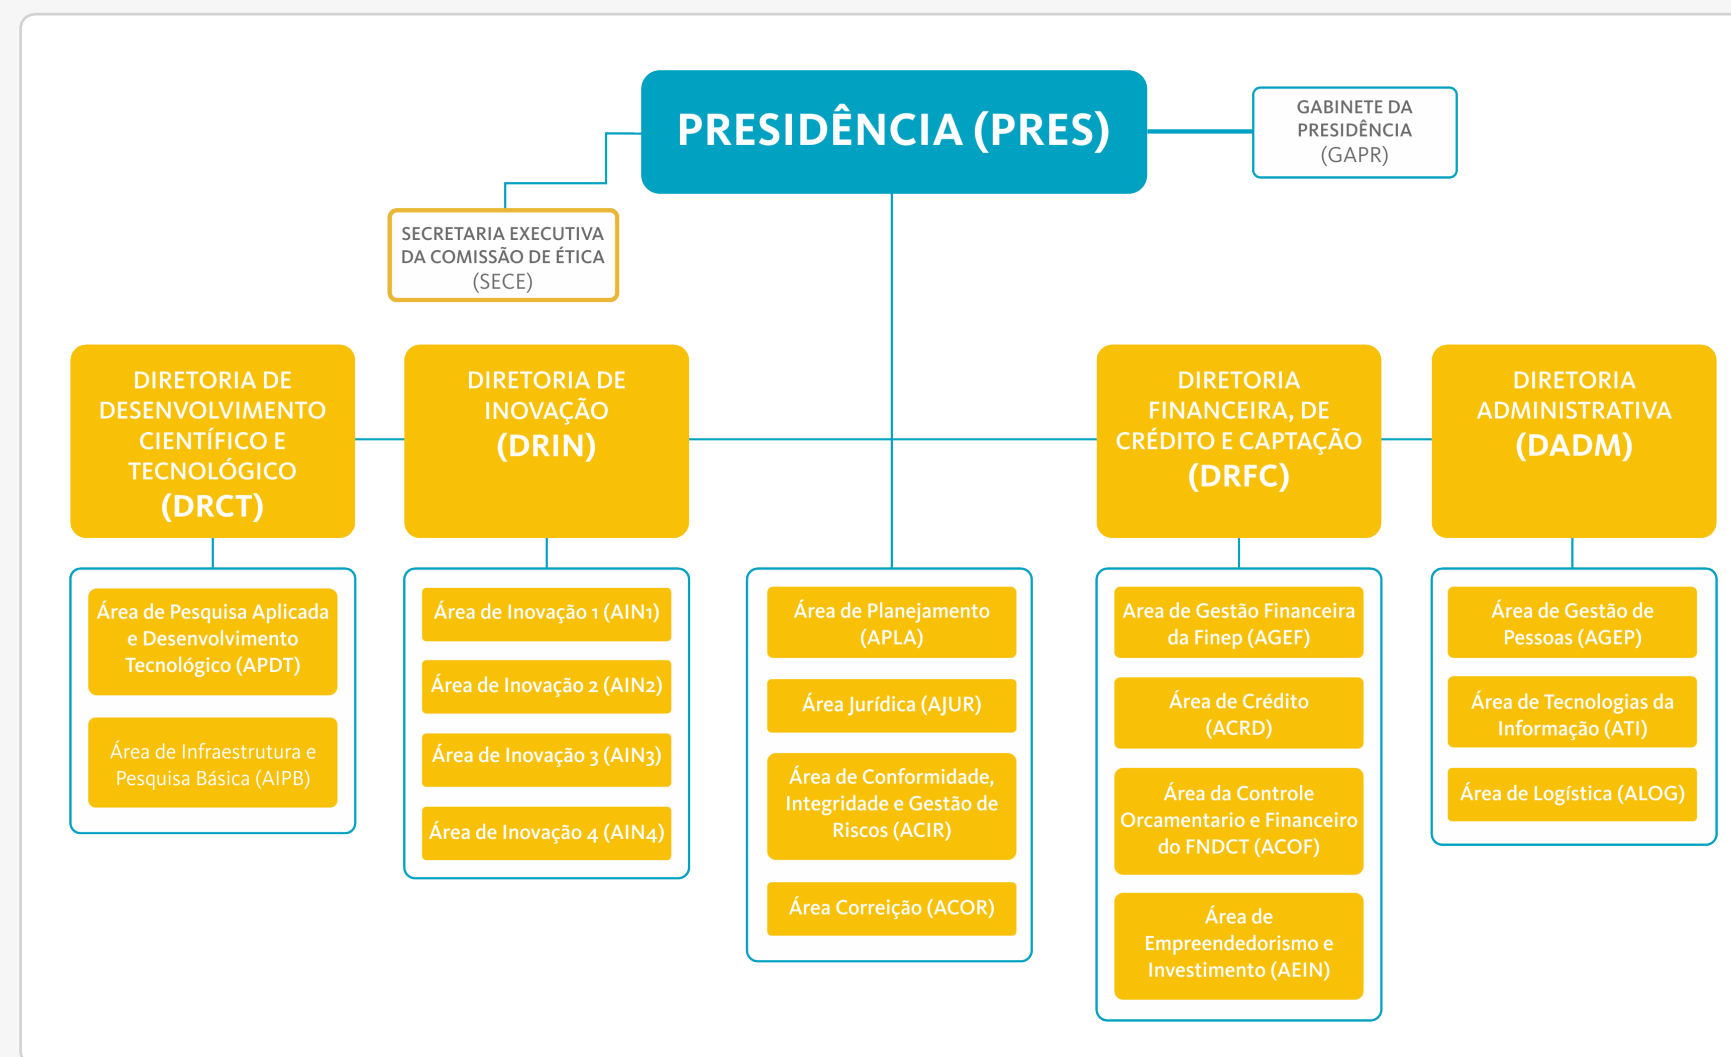 PRESIDÊNCIA (PRES)
GABINETE DA
PRESIDÊNCIA
(GAPR)
SECRETARIA EXECUTIVA
DA COMISSÃO DE ÉTICA
(SECE)
DIRETORIA DE
DESENVOLVIMENTO
CIENTÍFICO E
TECNOLÓGICO
(DRCT)
DIRETORIA DE
INOVAÇÃO
(DRIN)
DIRETORIA
FINANCEIRA, DE
CRÉDITO E CAPTAÇÃO
(DRFC)
DIRETORIA
ADMINISTRATIVA
(DADM)
Área de Pesquisa Aplicada
e Desenvolvimento
Tecnológico (APDT)
Área de Infraestrutura e
Pesquisa Básica (AIPB)
Área de Inovação 1 (AIN1)
Área de Inovação 2 (AIN2)
Área de Inovação 3 (AIN3)
Área de Inovação 4 (AIN4)
Área de Planejamento
(APLA)
Área Jurídica (AJUR)
Área de Conformidade,
Integridade e Gestão de
Riscos (ACIR)
Área Correição (ACOR)
Area de Gestão Financeira
da Finep (AGEF)
Área de Crédito
(ACRD)
Área da Controle
Orcamentario e Financeiro
do FNDCT (ACOF)
Área de
Empreendedorismo e
Investimento (AEIN)
Área de Gestão de
Pessoas (AGEP)
Área de Tecnologias da
Informação (ATI)
Área de Logística (ALOG)